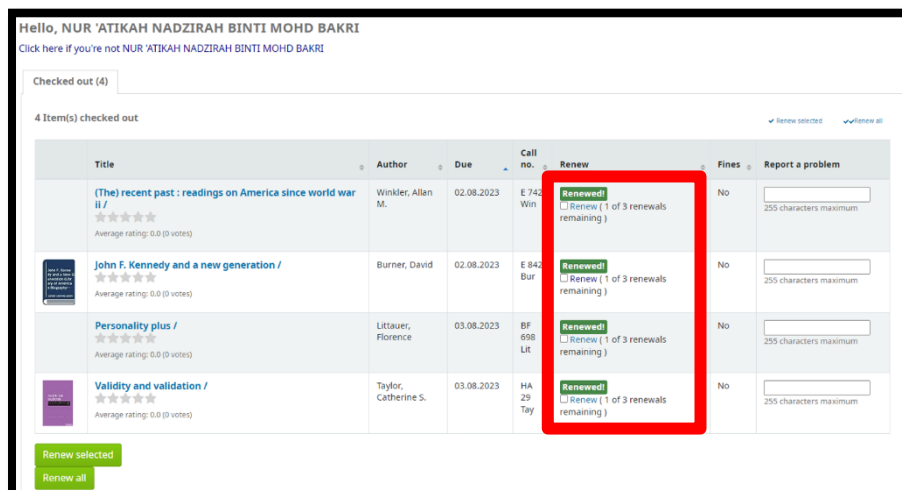 Hello, NUR 'ATIKAH NADZIRAH BINTI MOHD BAKRI
Click here if you're not NUR 'ATIKAH NADZIRAH BINTI MOHD BAKRI
Checked out (4)
4 Item(s) checked out
Renew selected Renew all
Title Author Due Call no. Renew Fines Report a problem
(The) recent past : readings on America since world war ii /
Average rating: 0.0 (0 votes)
Winkler, Allan M.
02.08.2023
E 742 Win
Renewed!
Renew ( 1 of 3 renewals remaining )
No
255 characters maximum
John F. Kennedy and a new generation /
Average rating: 0.0 (0 votes)
Burner, David
02.08.2023
E 842 Bur
Renewed!
Renew ( 1 of 3 renewals remaining )
No
255 characters maximum
Personality plus /
Average rating: 0.0 (0 votes)
Littauer, Florence
03.08.2023
BF 698 Lit
Renewed!
Renew ( 1 of 3 renewals remaining )
No
255 characters maximum
Validity and validation /
Average rating: 0.0 (0 votes)
Taylor, Catherine S.
03.08.2023
HA 29 Tay
Renewed!
Renew ( 1 of 3 renewals remaining )
No
255 characters maximum
Renew selected
Renew all